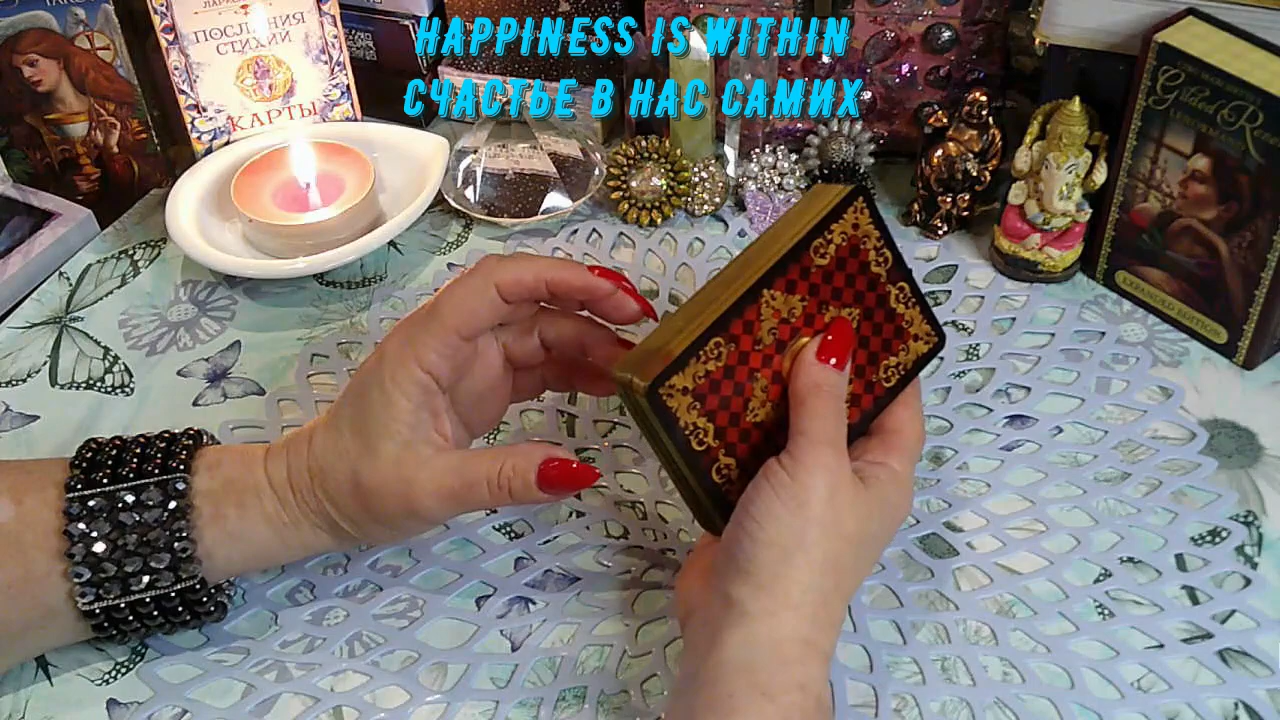 HAPPINESS IS WITHIN
СЧАСТЬЕ В НАС САМИХ
ПОСЛАНИЯ
СТИХИЙ
КАРТЫ
Gilded
EXPANDED EDITION